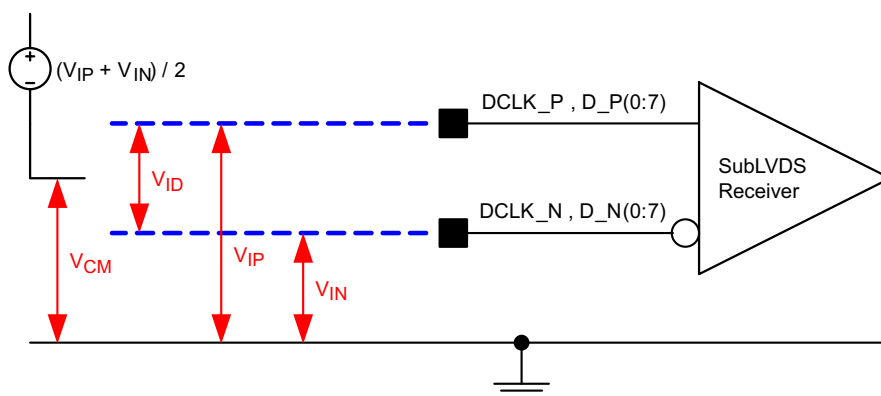 +
(VIP + VIN) / 2
–
DCLK_P , D_P(0:7)
SubLVDS
Receiver
VID
DCLK_N , D_N(0:7)
VCM
VIP
VIN